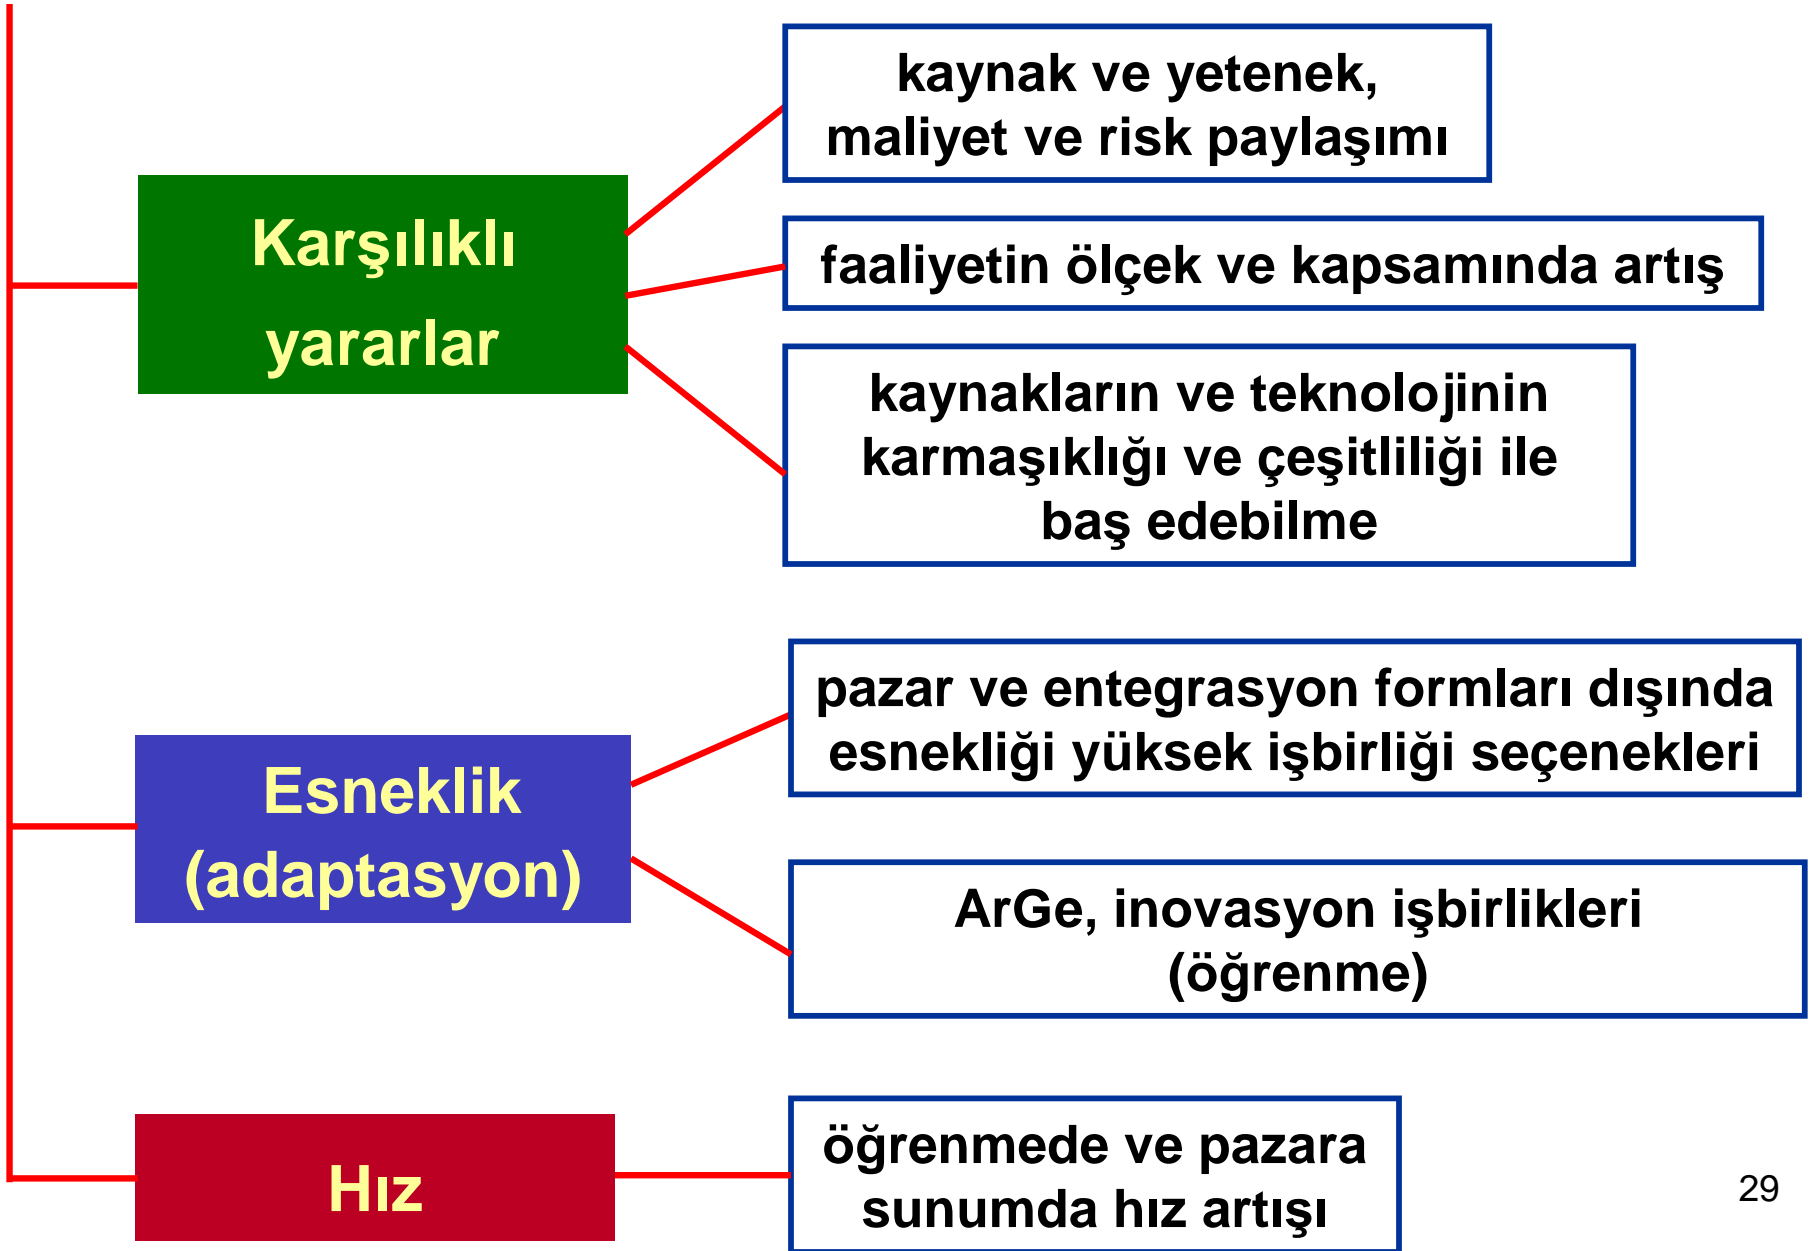 kaynak ve yetenek,
maliyet ve risk paylaşımı
Karşılıklı
yararlar
faaliyetin ölçek ve kapsamında artış
kaynakların ve teknolojinin
karmaşıklığı ve çeşitliliği ile
baş edebilme
pazar ve entegrasyon formları dışında
esnekliği yüksek işbirliği seçenekleri
Esneklik
(adaptasyon)
ArGe, inovasyon işbirlikleri
(öğrenme)
Hız
öğrenmede ve pazara
sunumda hız artışı
29